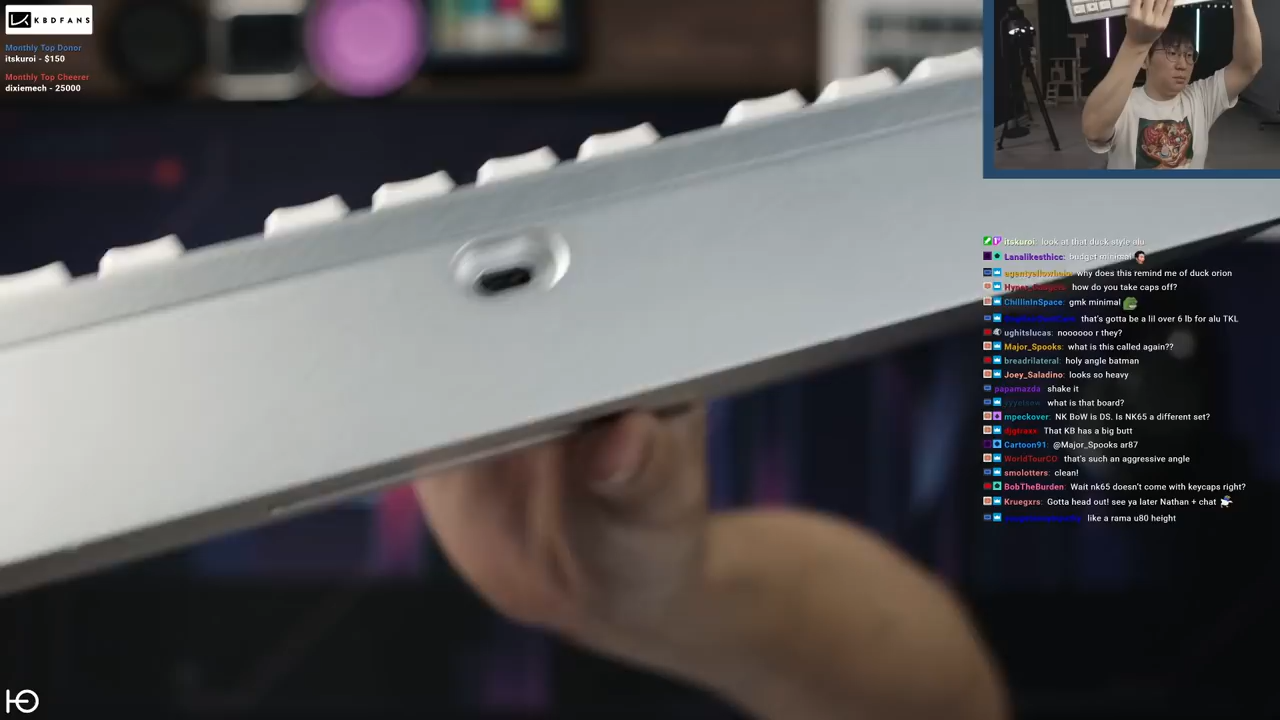 KBDFANS
Monthly Top Donor
itskuroi - $150
Monthly Top Cheerer
dixiemech - 25000
itskuroi: look at that duck style alu
Lanalikesthicc: budget minimal
why does this remind me of duck orion
how do you take caps off?
ChillInInSpace: gmk minimal
that's gotta be a lil over 6 lb for alu TKL
ughitslucas: noooooo r they?
Major_Spooks: what is this called again??
breadrilateral: holy angle batman
Joey_Saladino: looks so heavy
papamazda shake it
what is that board?
mpeckover: NK BoW is DS. Is NK65 a different set?
That KB has a big butt
Cartoon91: @Major_Spooks ar87
WorldTourCO: that's such an aggressive angle
smolotters: clean!
BobTheBurden: Wait nk65 doesn't come with keycaps right?
Kruegxrs: Gotta head out! see ya later Nathan + chat
like a rama u80 height